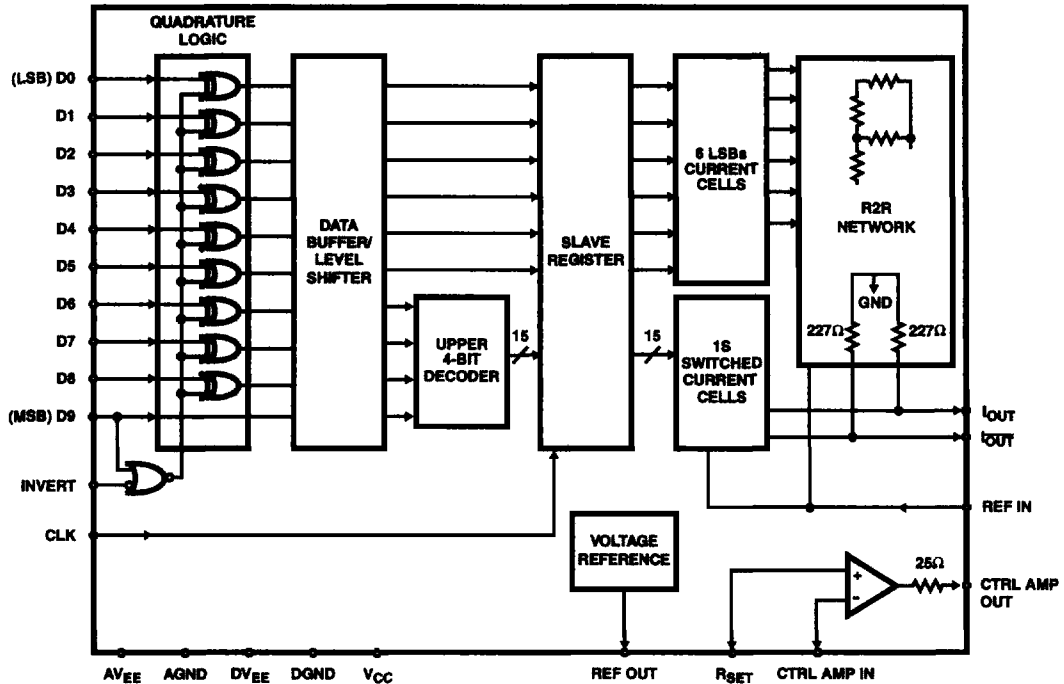 QUADRATURE
LOGIC
(LSB) D0
D1
D2
D3
D4
D5
D6
D7
D8
(MSB) D9
INVERT
CLK
DATA
BUFFER/
LEVEL
SHIFTER
UPPER
4-BIT
DECODER
15
SLAVE
REGISTER
15
6 LSBs
CURRENT
CELLS
1S
SWITCHED
CURRENT
CELLS
R2R
NETWORK
GND
227Ω
227Ω
IOUT
IOUT
REF IN
VOLTAGE
REFERENCE
+
-
25Ω
CTRL AMP
OUT
AVEE
AGND
DVEE
DGND
VCC
REF OUT
RSET
CTRL AMP IN